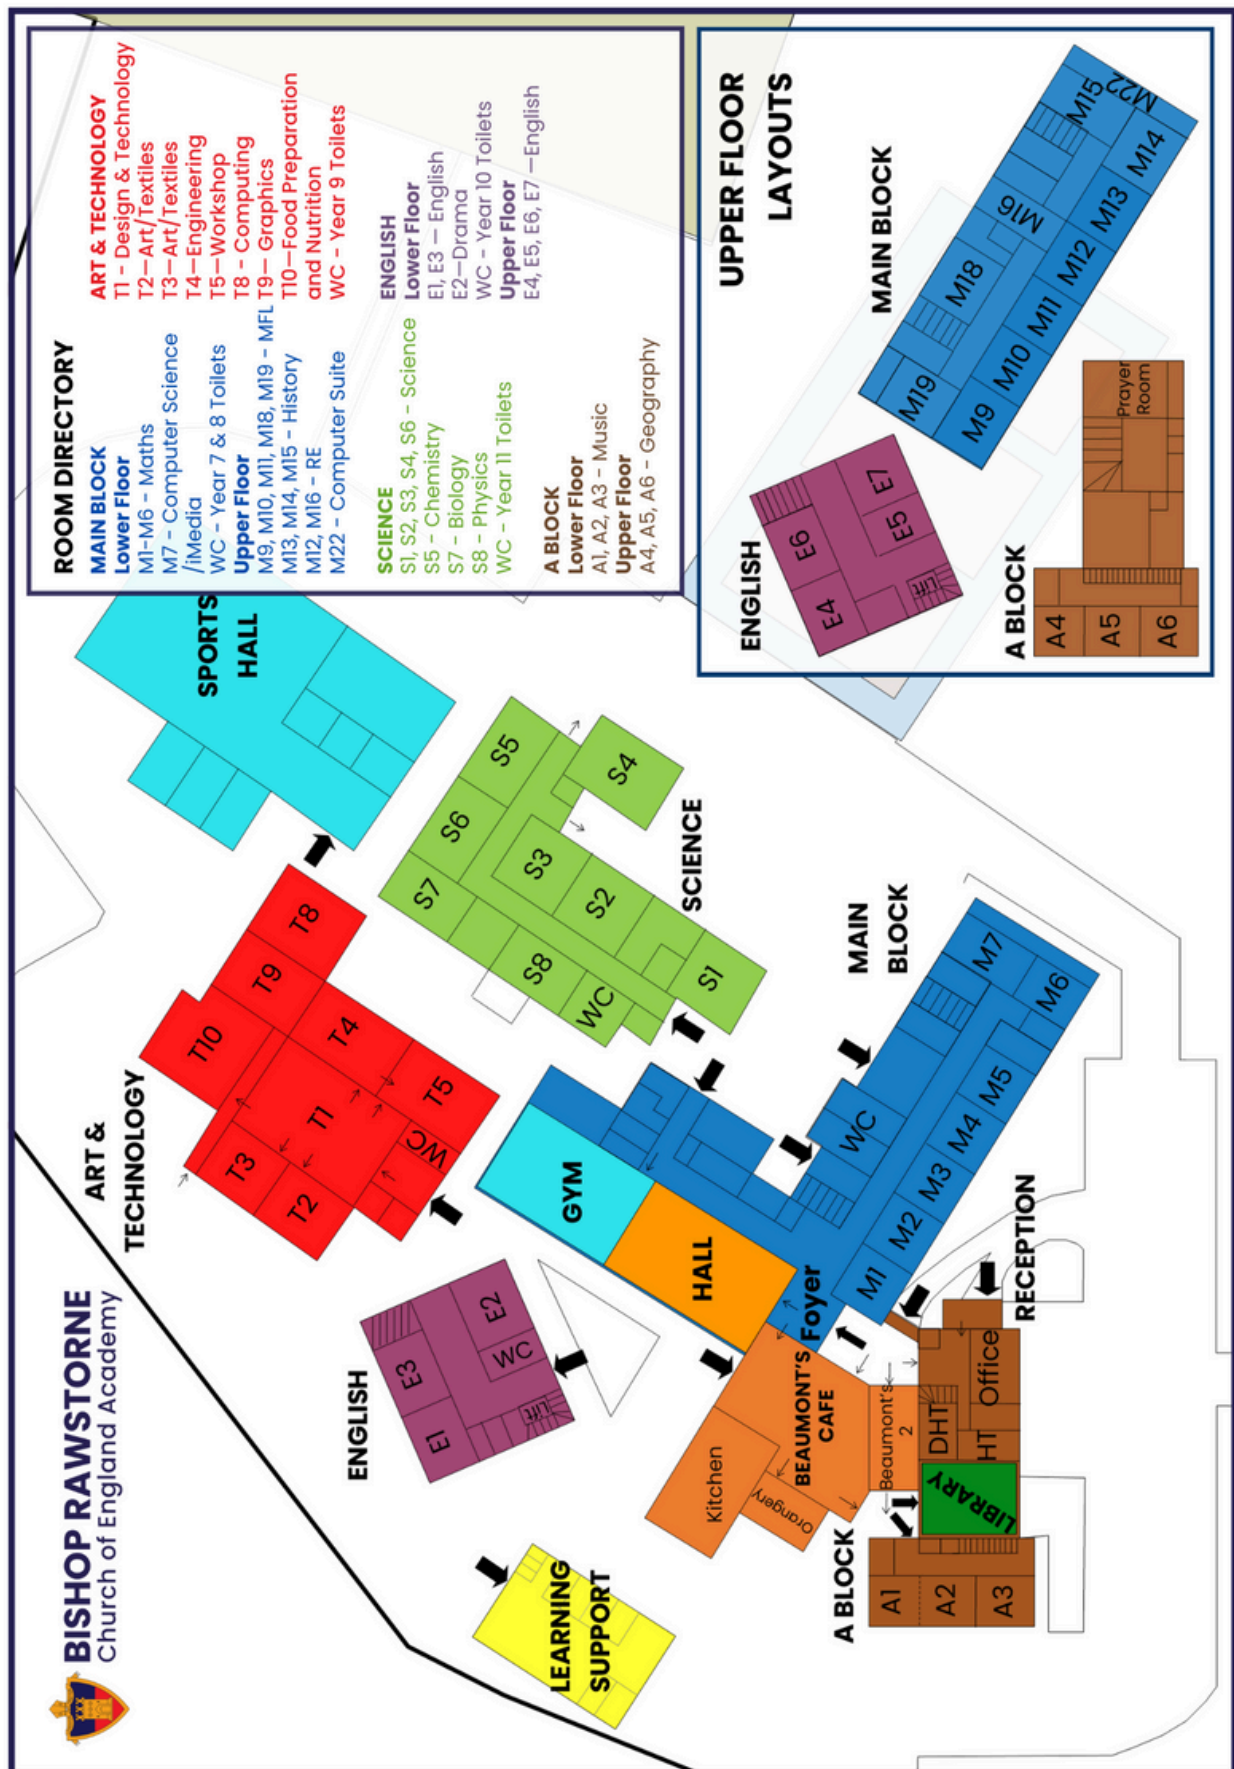 BISHOP RAWSTORNE
Church of England Academy
ROOM DIRECTORY
MAIN BLOCK
Lower Floor
M1-M6 - Maths
M7 - Computer Science
/iMedia
WC - Year 7 & 8 Toilets
Upper Floor
M9, M10, M11, M18, M19 - MFL
M13, M14, M15 - History
M12, M16 - RE
M22 - Computer Suite
ART & TECHNOLOGY
T1 - Design & Technology
T2—Art/Textiles
T3—Art/Textiles
T4—Engineering
T5—Workshop
T8 - Computing
T9— Graphics
T10—Food Preparation
and Nutrition
WC - Year 9 Toilets
SCIENCE
S1, S2, S3, S4, S6 - Science
S5 - Chemistry
S7 - Biology
S8 - Physics
WC - Year 11 Toilets
ENGLISH
Lower Floor
E1, E3 — English
E2—Drama
WC - Year 10 Toilets
Upper Floor
E4, E5, E6, E7 —English
A BLOCK
Lower Floor
A1, A2, A3 - Music
Upper Floor
A4, A5, A6 - Geography
ART &
TECHNOLOGY
T10
T9
T8
T3
T1
T4
T2
WC
T5
SPORTS
HALL
S7
S6
S5
S8
S3
S4
WC
S2
S1
SCIENCE
ENGLISH
E1
E3
E2
WC
Lift
GYM
HALL
Foyer
MAIN
BLOCK
WC
M1
M2
M3
M4
M5
M6
M7
LEARNING
SUPPORT
Kitchen
Orangery
BEAUMONT'S
CAFE
Beaumont's
2
A BLOCK
A1
A2
A3
LIBRARY
DHT
HT
Office
RECEPTION
UPPER FLOOR
LAYOUTS
ENGLISH
E4
E6
E5
E7
Lift
MAIN BLOCK
M19
M18
M16
M15
M22
M9
M10
M11
M12
M13
M14
A BLOCK
A4
A5
A6
Prayer
Room